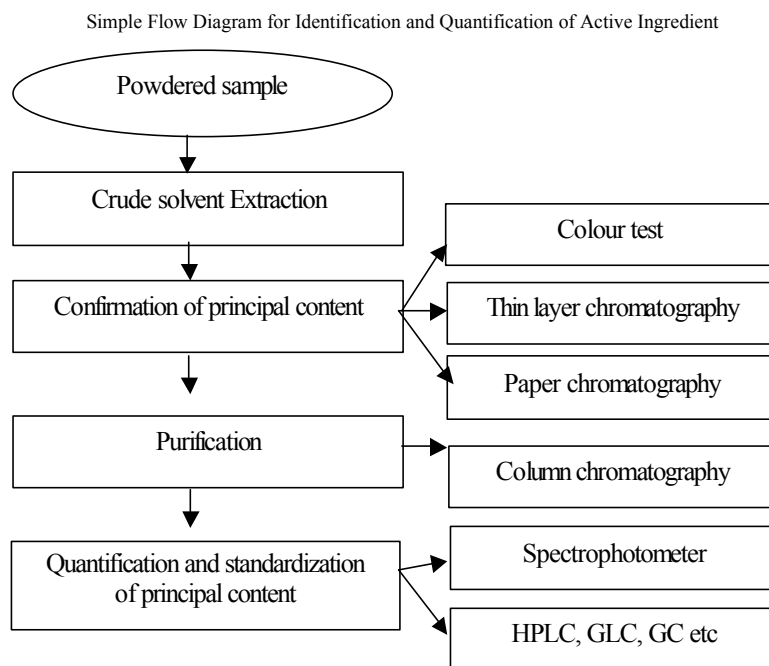 Simple Flow Diagram for Identification and Quantification of Active Ingredient
Powdered sample
Crude solvent Extraction
Colour test
Confirmation of principal content
Thin layer chromatography
Paper chromatography
Purification
Column chromatography
Quantification and standardization
of principal content
Spectrophotometer
HPLC, GLC, GC etc